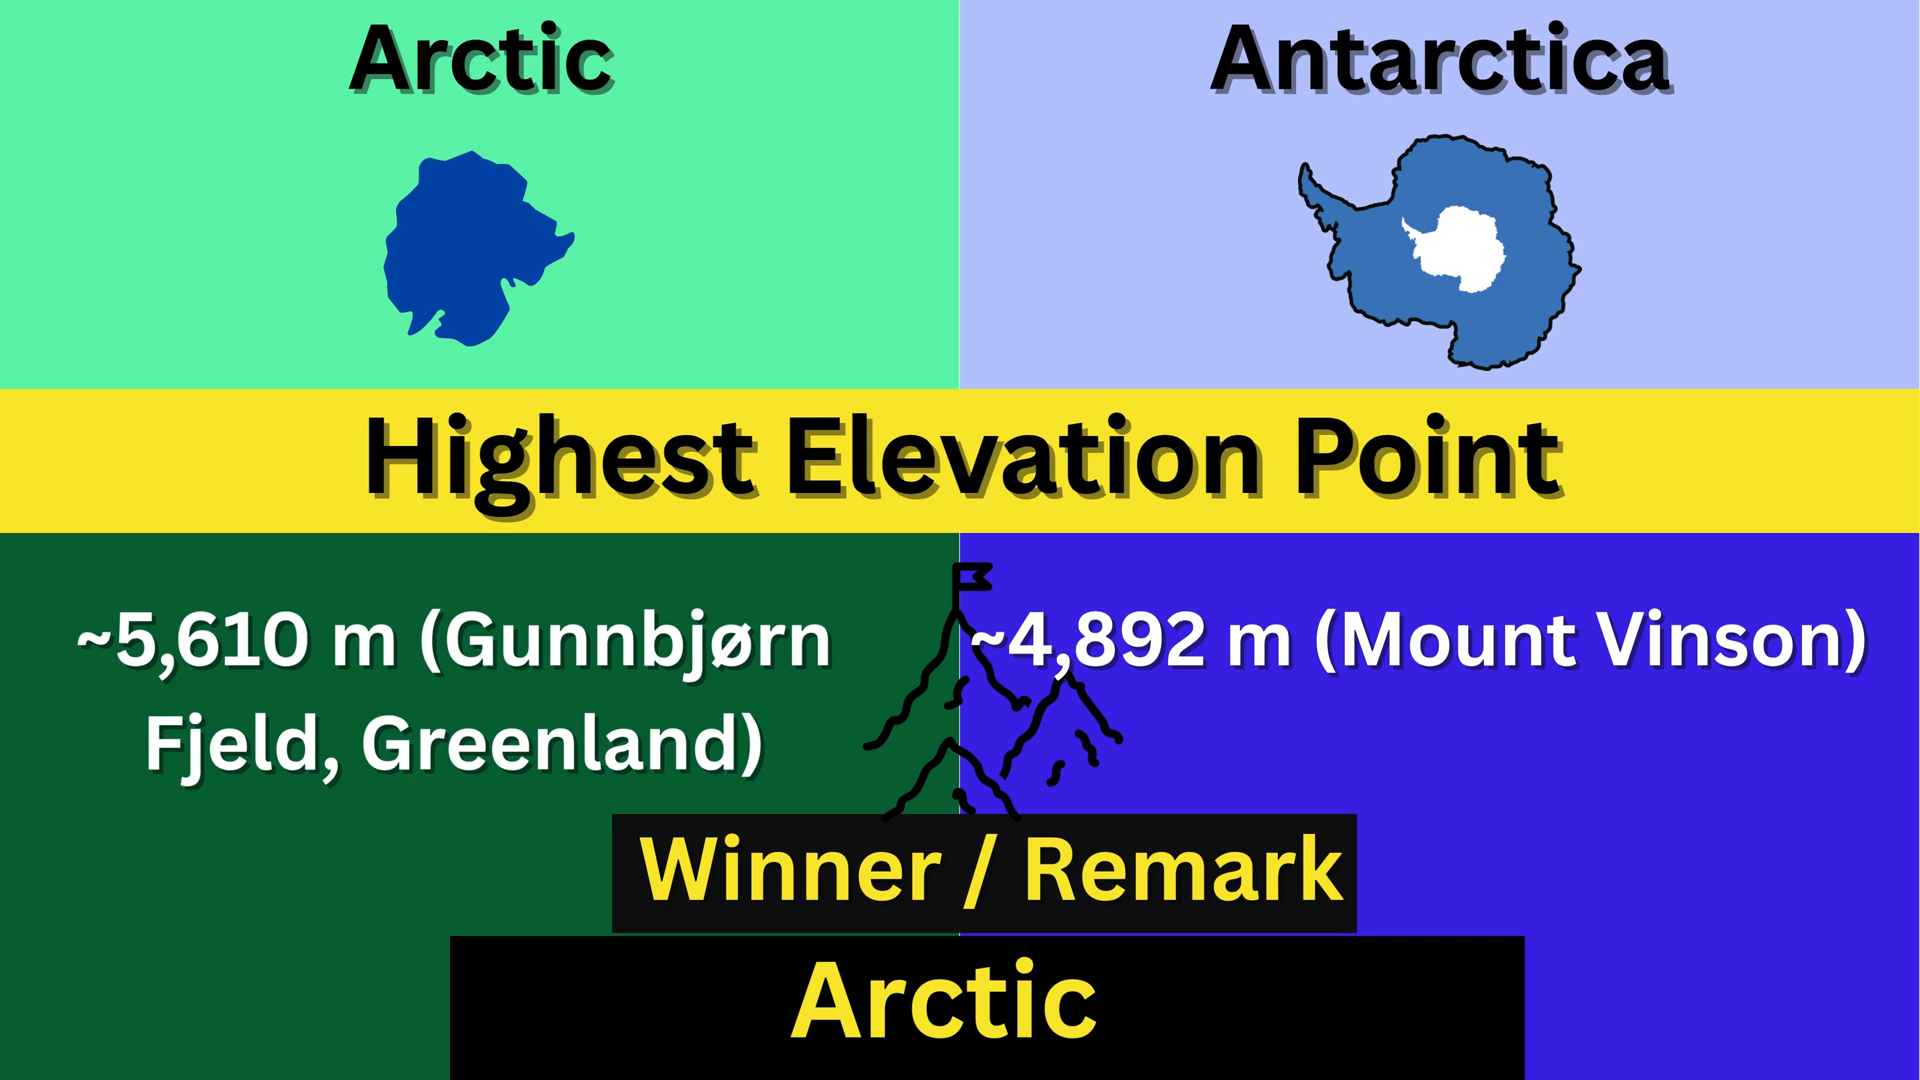 Arctic
Antarctica
Highest Elevation Point
~5,610 m (Gunnbjørn
Fjeld, Greenland)
~4,892 m (Mount Vinson)
Winner / Remark
Arctic